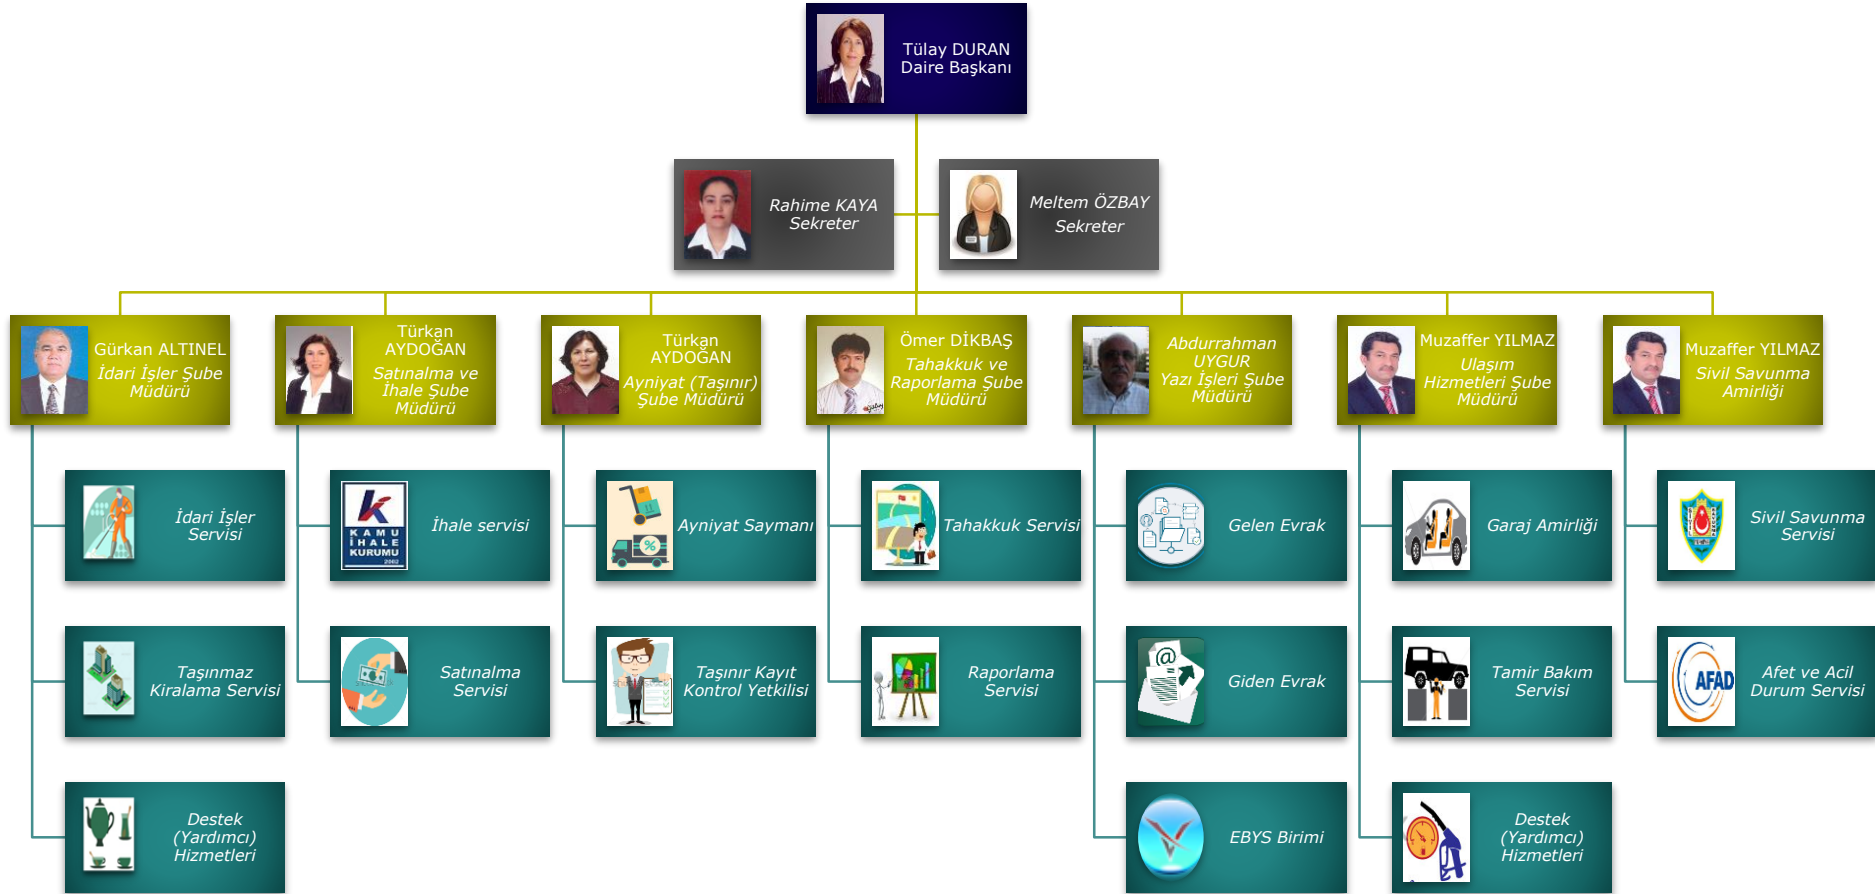 Tülay DURAN
Daire Başkanı
Rahime KAYA
Sekreter
Meltem ÖZBAY
Sekreter
Gürkan ALTINEL
İdari İşler Şube
Müdürü
Türkan
AYDOĞAN
Satınalma ve
İhale Şube
Müdürü
Türkan
AYDOĞAN
Ayniyat (Taşınır)
Şube Müdürü
Ömer DİKBAŞ
Tahakkuk ve
Raporlama Şube
Müdürü
Abdurrahman
UYGUR
Yazı İşleri Şube
Müdürü
Muzaffer YILMAZ
Ulaşım
Hizmetleri Şube
Müdürü
Muzaffer YILMAZ
Sivil Savunma
Amirliği
İdari İşler
Servisi
KAMU
İHALE
KURUMU
2002
İhale servisi
%
Ayniyat Saymanı
Tahakkuk Servisi
Gelen Evrak
Garaj Amirliği
Sivil Savunma
Servisi
Taşınmaz
Kiralama Servisi
Satınalma
Servisi
Taşınır Kayıt
Kontrol Yetkilisi
Raporlama
Servisi
@
Giden Evrak
Tamir Bakım
Servisi
AFAD
Afet ve Acil
Durum Servisi
Destek
(Yardımcı)
Hizmetleri
EBYS Birimi
Destek
(Yardımcı)
Hizmetleri